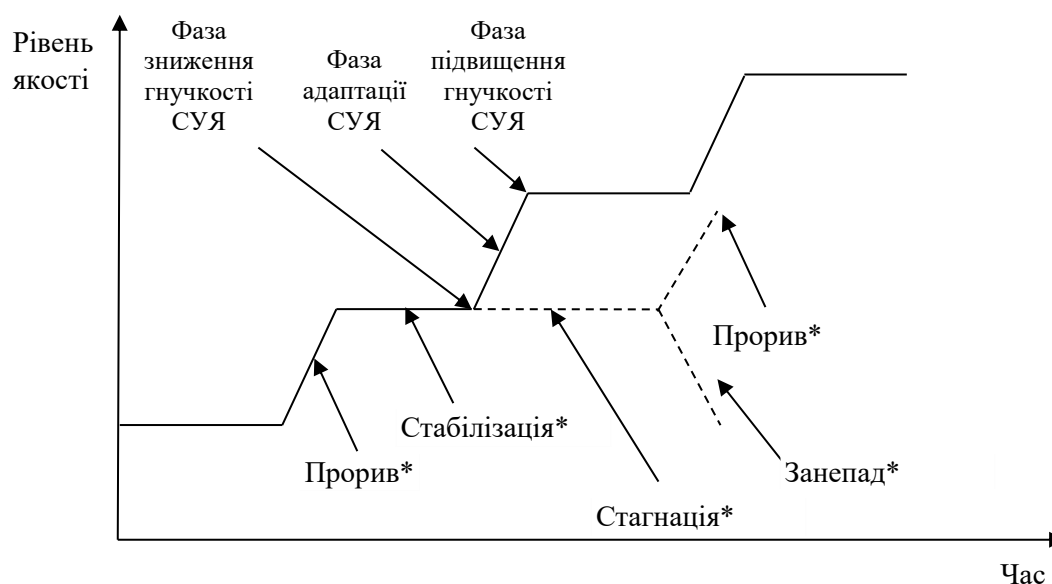 Рівень
якості
Фаза
зниження
гнучкості
СУЯ
Фаза
адаптації
СУЯ
Фаза
підвищення
гнучкості
СУЯ
Прорив*
Стабілізація*
Прорив*
Занепад*
Стагнація*
Час